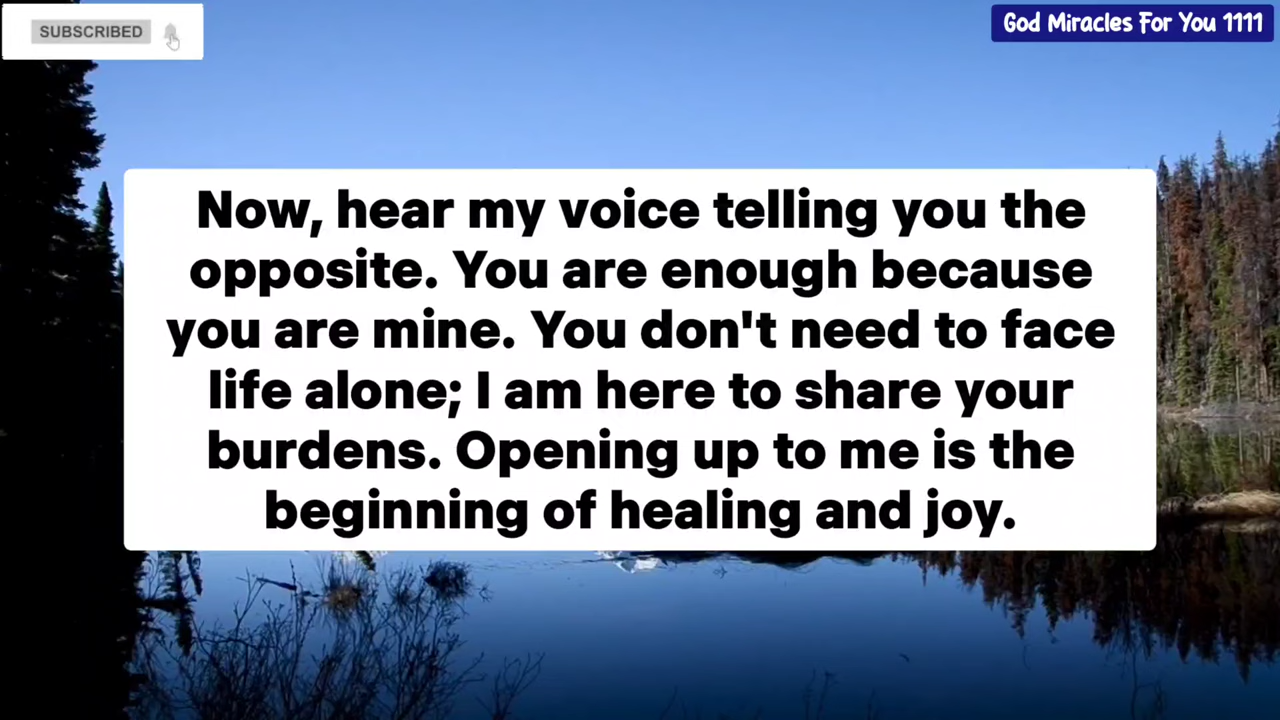 SUBSCRIBED
God Miracles For You 1111
Now, hear my voice telling you the
opposite. You are enough because
you are mine. You don't need to face
life alone; I am here to share your
burdens. Opening up to me is the
beginning of healing and joy.